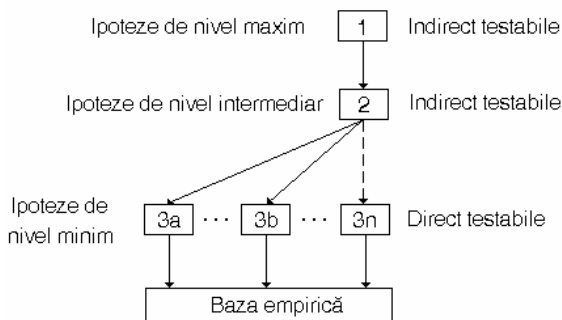 Ipoteze de nivel maxim 1 Indirect testabile
Ipoteze de nivel intermediar 2 Indirect testabile
Ipoteze de
nivel minim
3a ... 3b ... 3n Direct testabile
Baza empirică